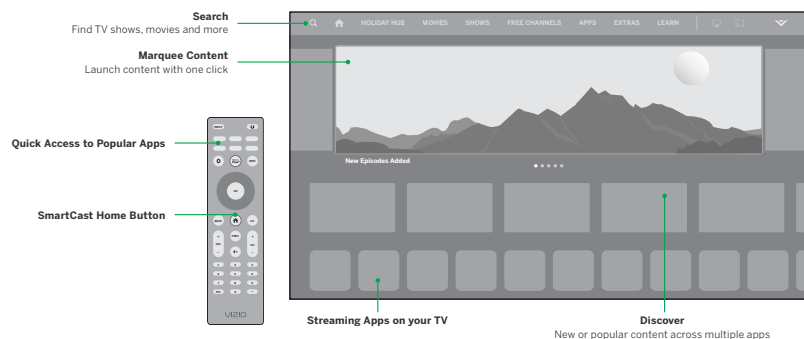 Search
Find TV shows, movies and more
Marquee Content
Launch content with one click
Quick Access to Popular Apps
SmartCast Home Button
HOLIDAY HUB MOVIES SHOWS FREE CHANNELS APPS EXTRAS LEARN
New Episodes Added
INPUT
OK
VIZIO
Streaming Apps on your TV
Discover
New or popular content across multiple apps